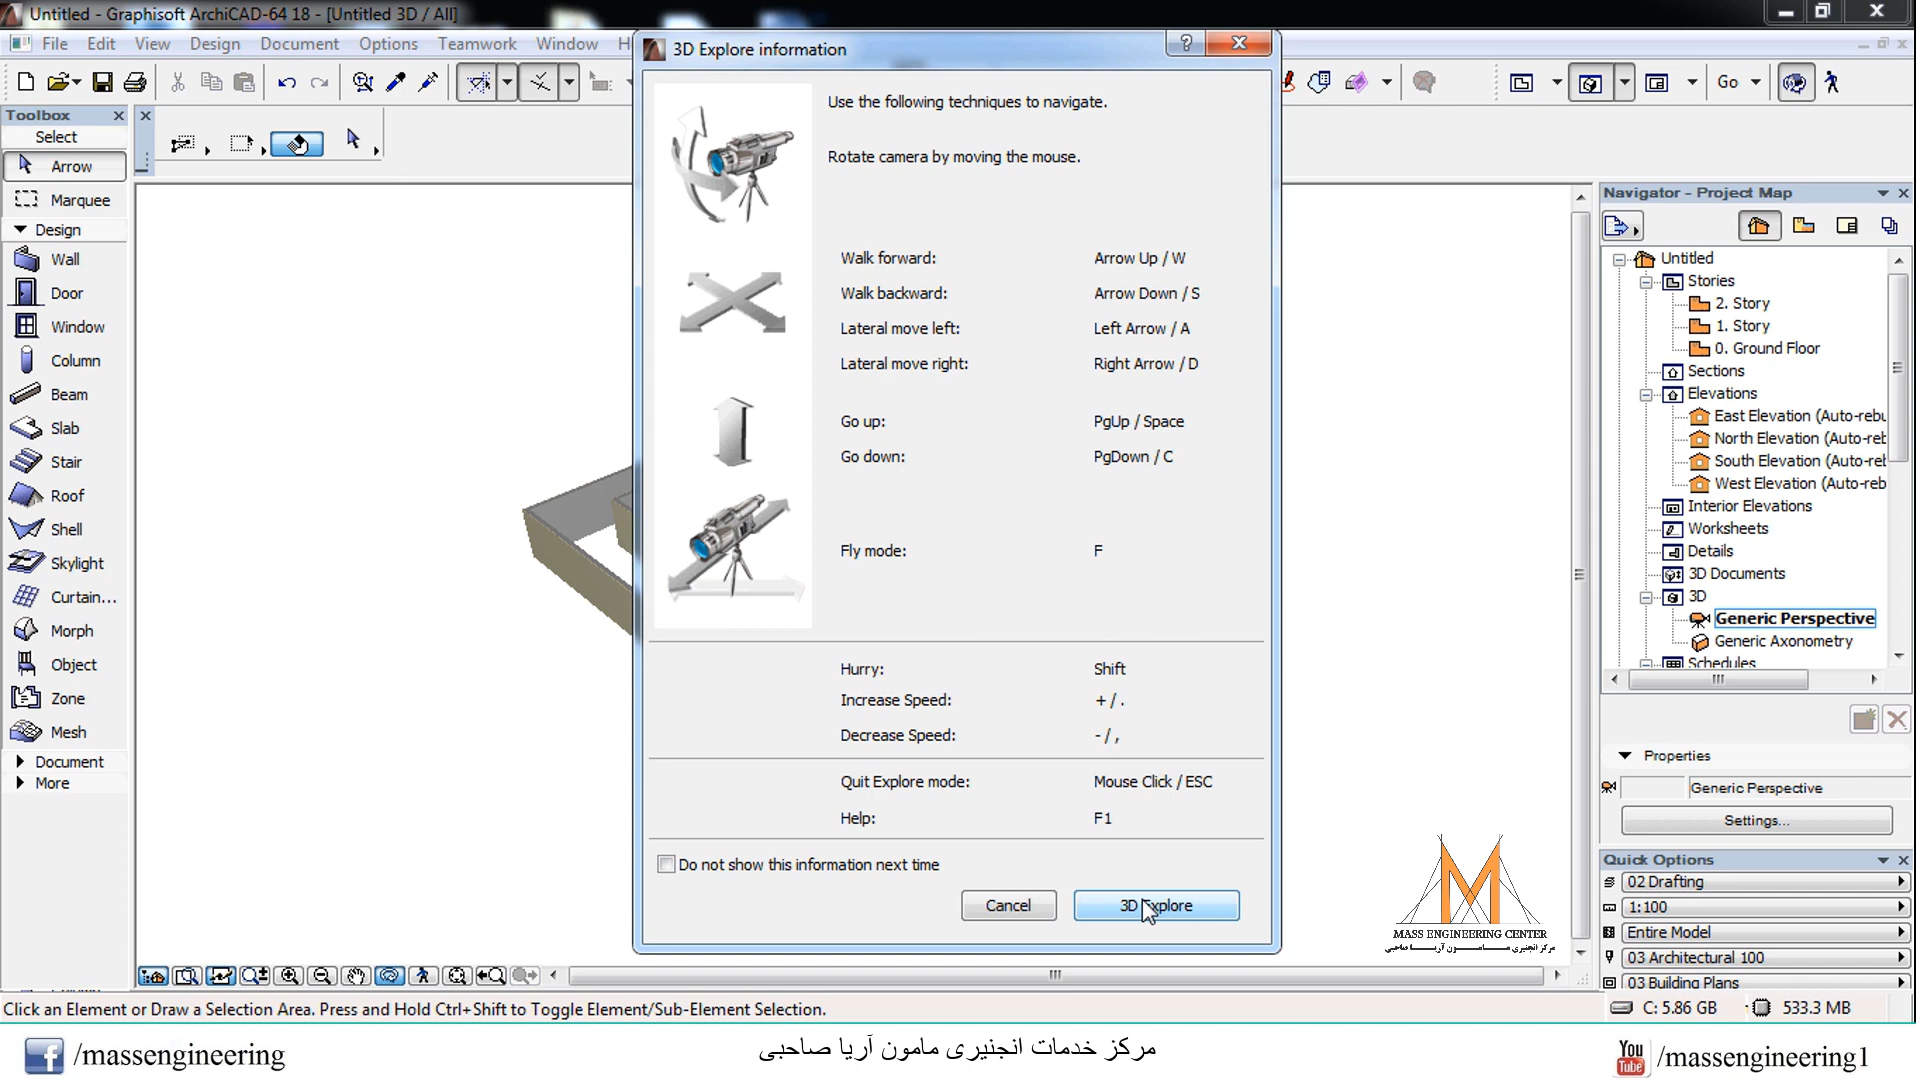 Untitled - Graphisoft ArchiCAD-64 18 - [Untitled 3D / All]
File Edit View Design Document Options Teamwork Window H
Go
Toolbox
Select
Arrow
Marquee
Design
Wall
Door
Window
Column
Beam
Slab
Stair
Roof
Shell
Skylight
Curtain...
Morph
Object
Zone
Mesh
Document
More
3D Explore information
Use the following techniques to navigate.
Rotate camera by moving the mouse.
Walk forward: Arrow Up / W
Walk backward: Arrow Down / S
Lateral move left: Left Arrow / A
Lateral move right: Right Arrow / D
Go up: PgUp / Space
Go down: PgDown / C
Fly mode: F
Hurry: Shift
Increase Speed: + / .
Decrease Speed: - / ,
Quit Explore mode: Mouse Click / ESC
Help: F1
Do not show this information next time
Cancel 3D Explore
Navigator - Project Map
Untitled
Stories
2. Story
1. Story
0. Ground Floor
Sections
Elevations
East Elevation (Auto-rebu
North Elevation (Auto-ret
South Elevation (Auto-rel
West Elevation (Auto-reb
Interior Elevations
Worksheets
Details
3D Documents
3D
Generic Perspective
Generic Axonometry
Schedules
Properties
Generic Perspective
Settings...
Quick Options
02 Drafting
1:100
Entire Model
03 Architectural 100
03 Building Plans
MASS ENGINEERING CENTER
مرکز انجنیری مـــامـــون آریـــا صاحبی
Click an Element or Draw a Selection Area. Press and Hold Ctrl+Shift to Toggle Element/Sub-Element Selection.
C: 5.86 GB 533.3 MB
/massengineering
مرکز خدمات انجنیری مامون آریا صاحبی
You Tube /massengineering1